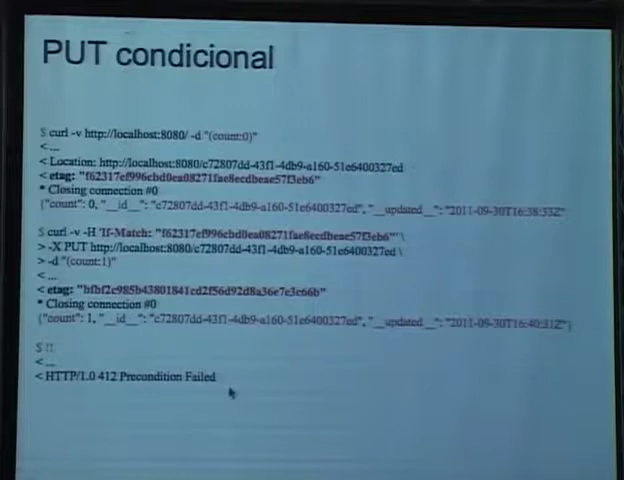 PUT condicional
$ curl -v http://localhost:8080/ -d "(count:0)"
<...
< Location: http://localhost:8080/c72807dd-43f1-4db9-a160-51e6400327ed
< etag: "f62317ef996cbd0ea08271fae8ecdbeae57f3eb6"
* Closing connection #0
{"count": 0, "__id__": "c72807dd-43f1-4db9-a160-51e6400327ed", "__updated__": "2011-09-30T16:38:33Z"
$ curl -v -H 'If-Match: "f62317ef996cbd0ea08271fae8ecdbeae57f3eb6"' \
> -X PUT http://localhost:8080/c72807dd-43f1-4db9-a160-51e6400327ed \
> -d "(count:1)"
<...
< etag: "bfbf2c985b43801841cd2f56d92d8a36e7e3c66b"
* Closing connection #0
{"count": 1, "__id__": "c72807dd-43f1-4db9-a160-51e6400327ed", "__updated__": "2011-09-30T16:40:31Z"}
$ !!
<...
< HTTP/1.0 412 Precondition Failed